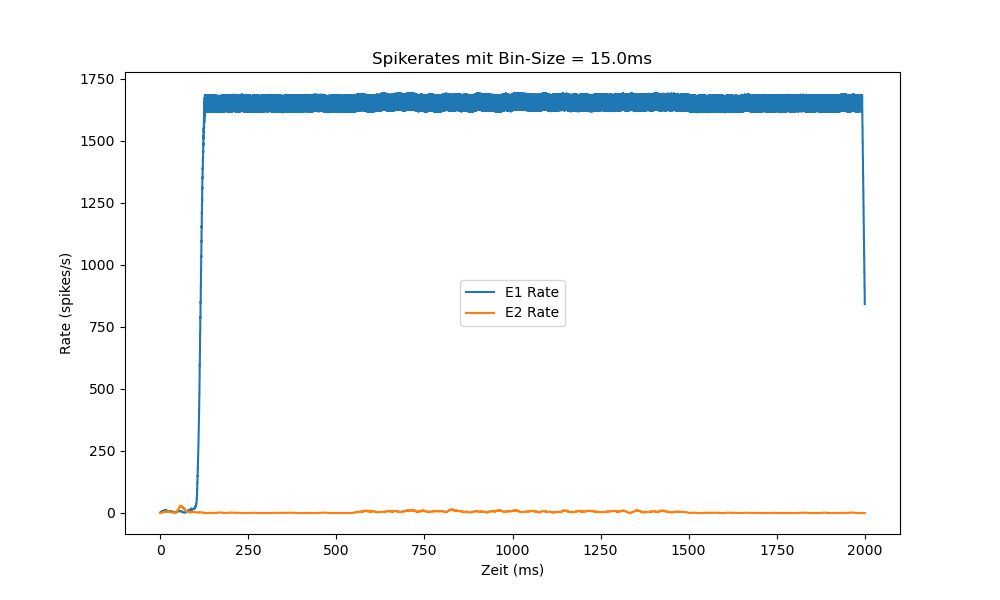 Spikerates mit Bin-Size = 15.0ms
1750
1500
1250
1000
750
500
250
0
Rate (spikes/s)
E1 Rate
E2 Rate
0 250 500 750 1000 1250 1500 1750 2000
Zeit (ms)